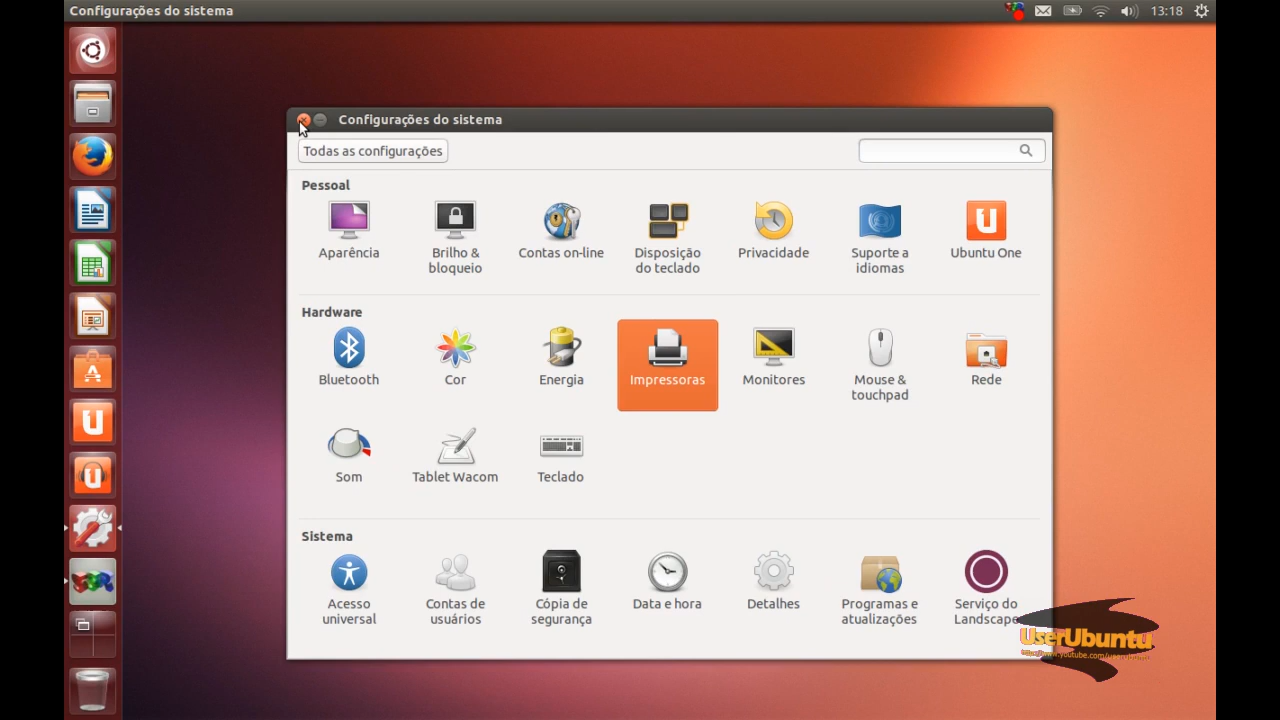 Configurações do sistema
13:18
Configurações do sistema
Todas as configurações
Pessoal
Aparência
Brilho &
bloqueio
Contas on-line
Disposição
do teclado
Privacidade
Suporte a
idiomas
Ubuntu One
Hardware
Bluetooth
Cor
Energia
Impressoras
Monitores
Mouse &
touchpad
Rede
Som
Tablet Wacom
Teclado
Sistema
Acesso
universal
Contas de
usuários
Cópia de
segurança
Data e hora
Detalhes
Programas e
atualizações
Serviço do
Landscape
UserUbuntu